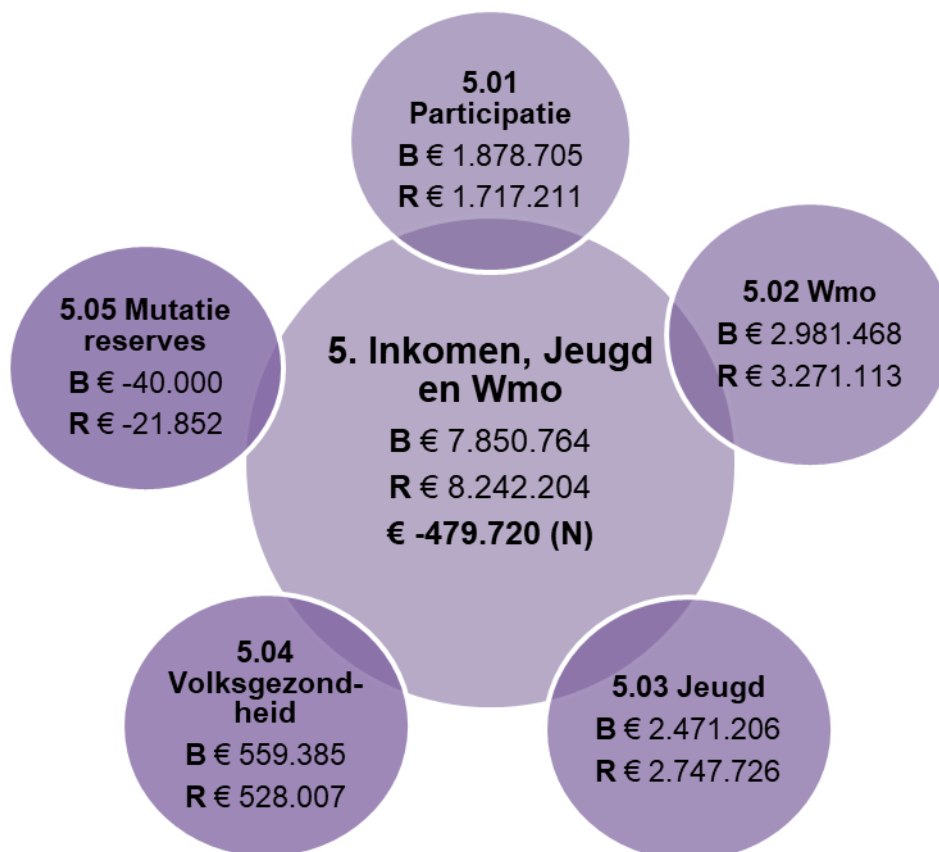 5.01
Participatie
B € 1.878.705
R € 1.717.211
5.02 Wmo
B € 2.981.468
R € 3.271.113
5.05 Mutatie
reserves
B € -40.000
R € -21.852
5. Inkomen, Jeugd
en Wmo
B € 7.850.764
R € 8.242.204
€ -479.720 (N)
5.04
Volksgezond-
heid
B € 559.385
R € 528.007
5.03 Jeugd
B € 2.471.206
R € 2.747.726